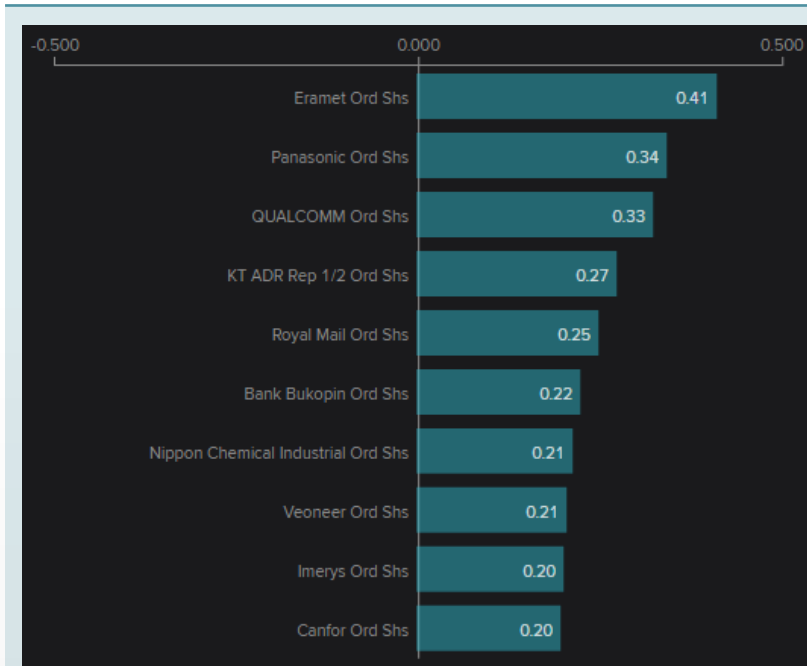 -0.500 0.000 0.500
Eramet Ord Shs 0.41
Panasonic Ord Shs 0.34
QUALCOMM Ord Shs 0.33
KT ADR Rep 1/2 Ord Shs 0.27
Royal Mail Ord Shs 0.25
Bank Bukopin Ord Shs 0.22
Nippon Chemical Industrial Ord Shs 0.21
Veoneer Ord Shs 0.21
Imerys Ord Shs 0.20
Canfor Ord Shs 0.20